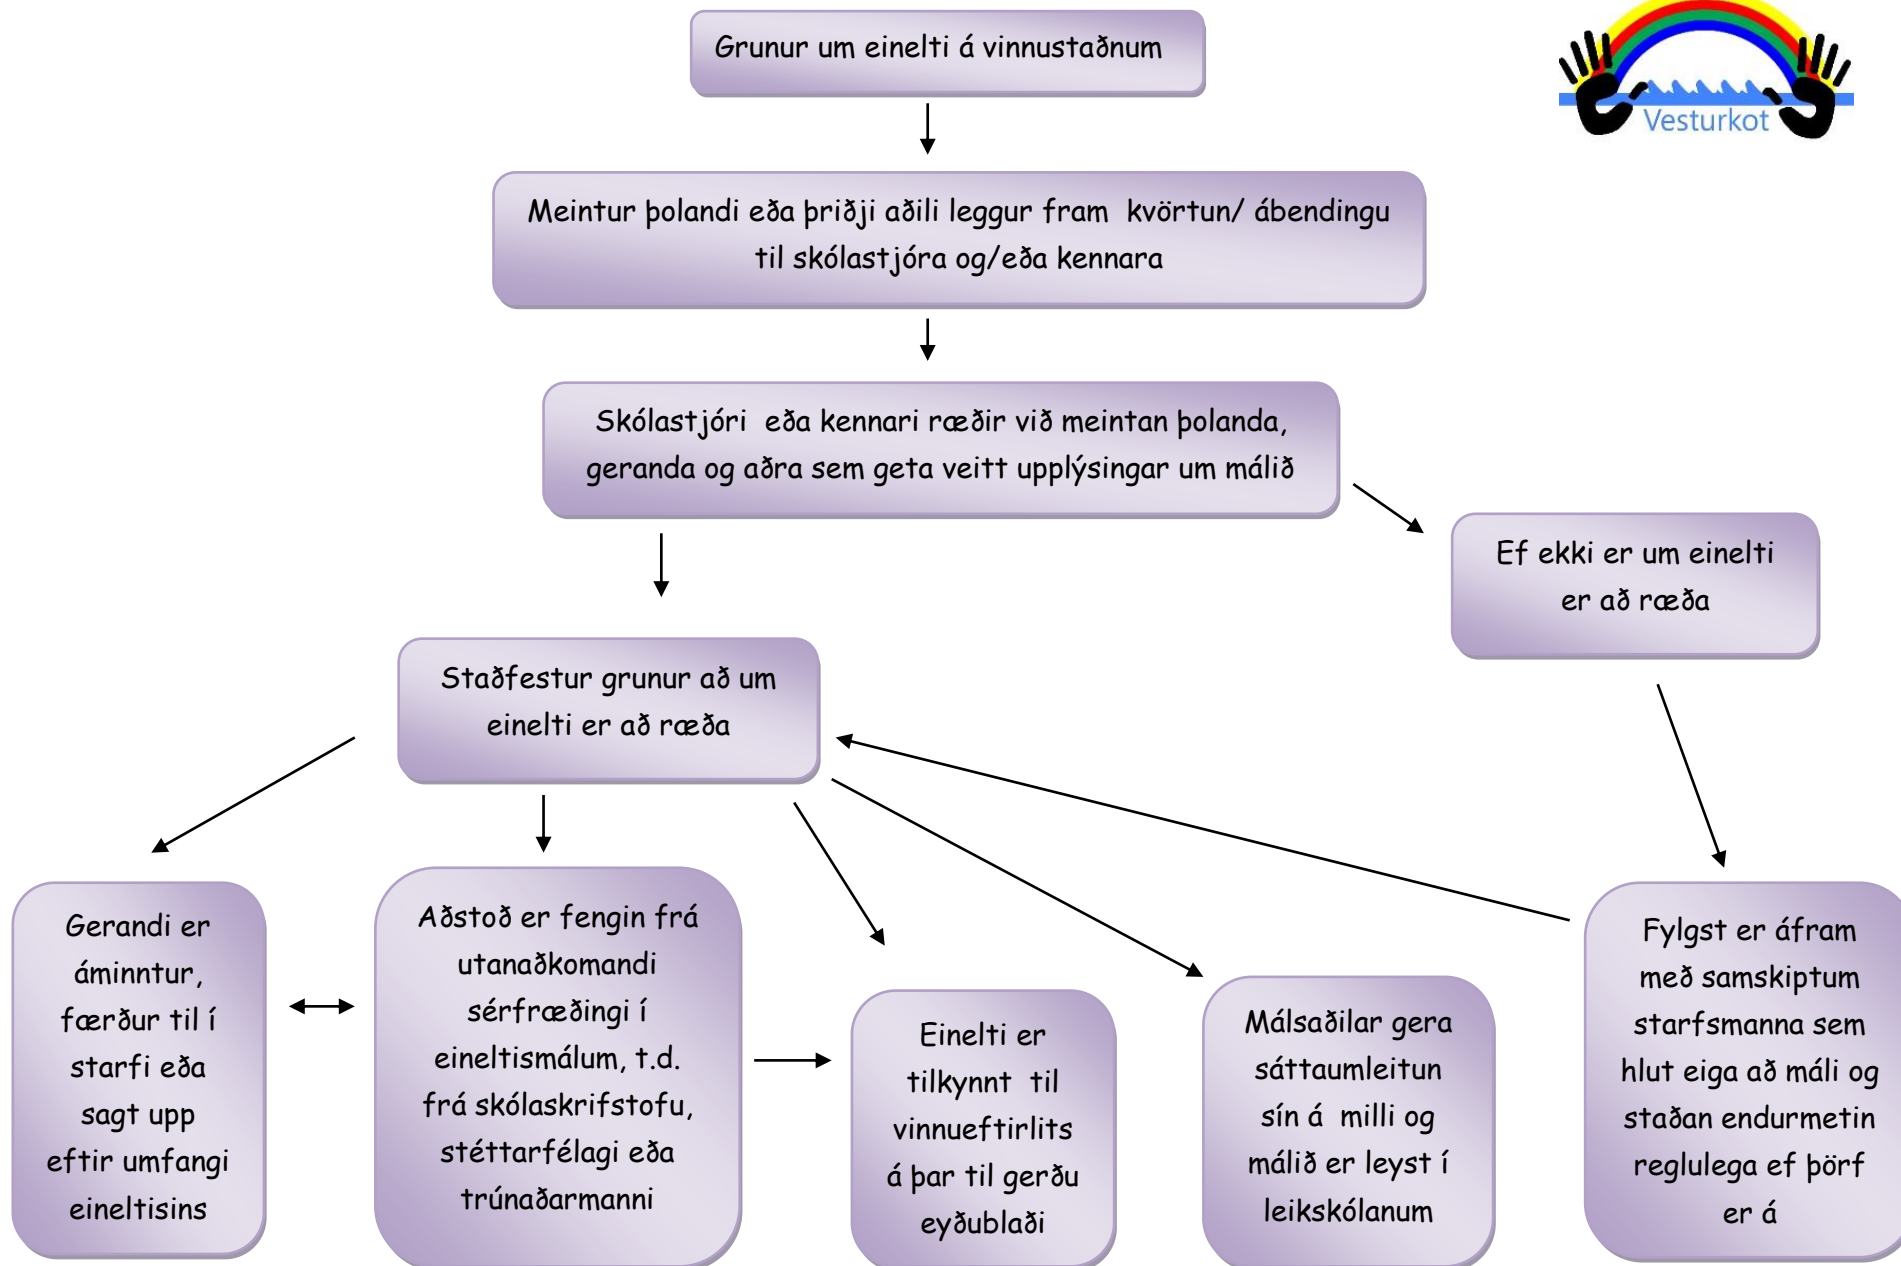 Grunur um einelti á vinnustaðnum
Vesturkot
Meintur þolandi eða þriðji aðili leggur fram kvörtun/ ábendingu
til skólastjóra og/eða kennara
Skólastjóri eða kennari ræðir við meintan þolanda,
geranda og aðra sem geta veitt upplýsingar um málið
Ef ekki er um einelti
er að ræða
Staðfestur grunur að um
einelti er að ræða
Gerandi er
áminntur,
færður til í
starfi eða
sagt upp
eftir umfangi
eineltisins
Aðstoð er fengin frá
utanaðkomandi
sérfræðingi í
eineltismálum, t.d.
frá skólaskrifstofu,
stéttarfélagi eða
trúnaðarmanni
Einelti er
tilkynnt til
vinnueftirlits
á þar til gerðu
eyðublaði
Málsaðilar gera
sáttaumleitun
sín á milli og
málið er leyst í
leikskólanum
Fylgst er áfram
með samskiptum
starfsmanna sem
hlut eiga að máli og
staðan endurmetin
reglulega ef þörf
er á